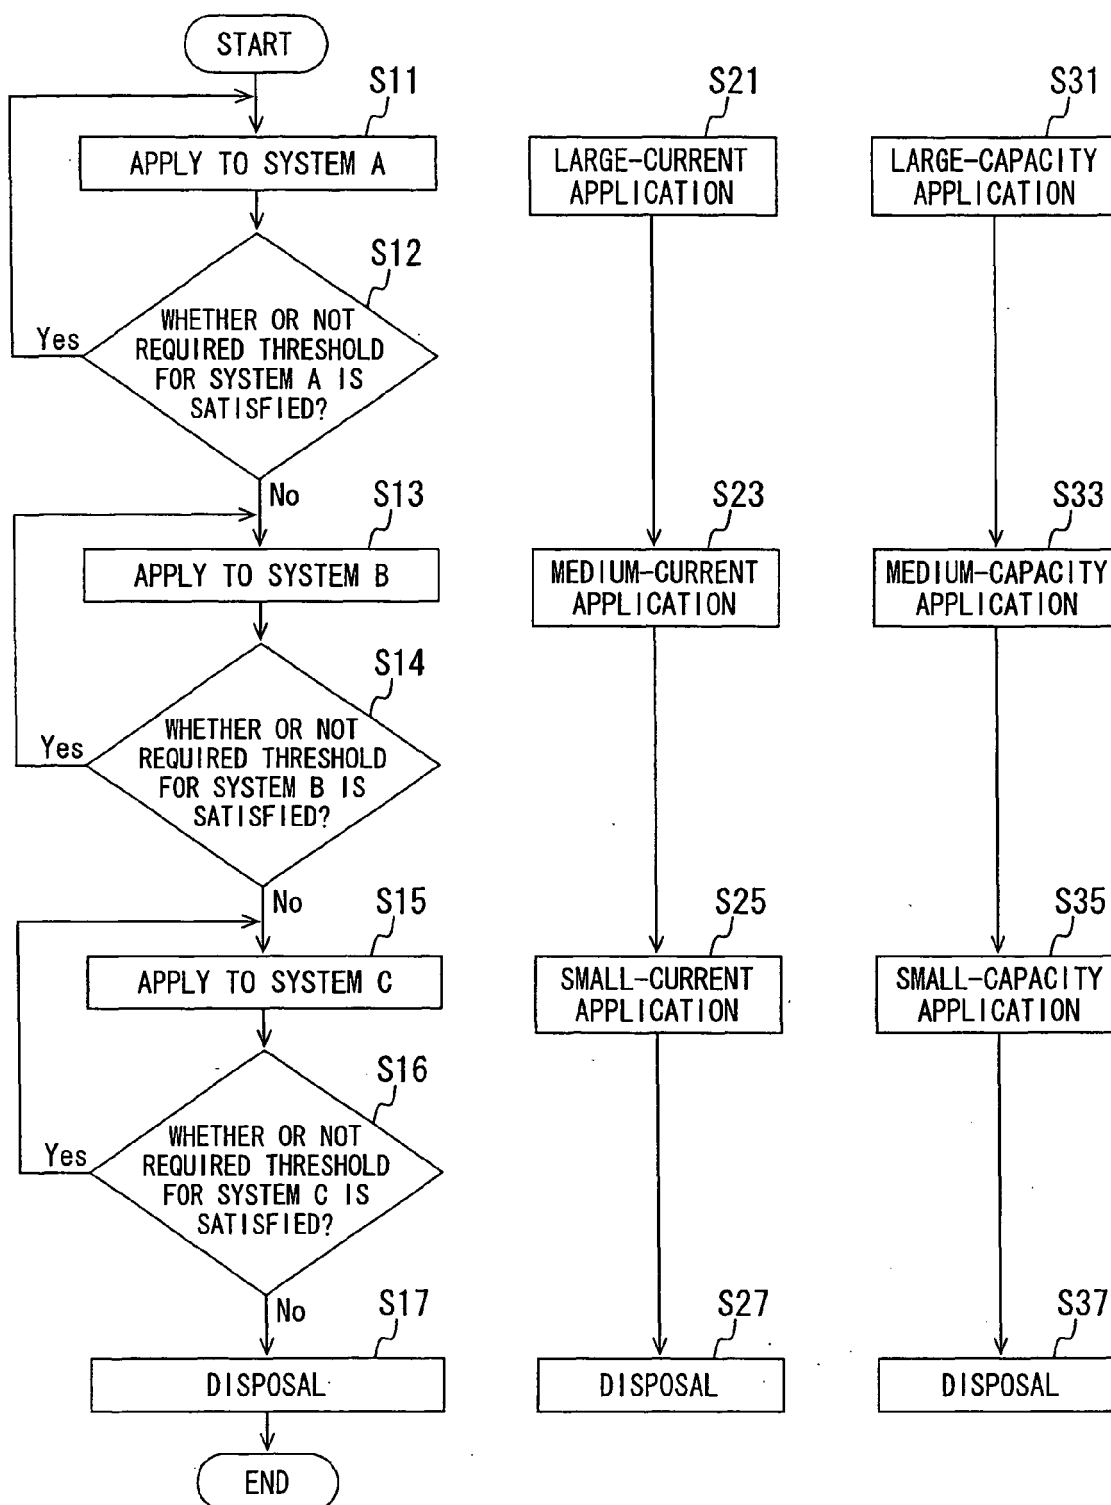 START
S11
APPLY TO SYSTEM A
S12
WHETHER OR NOT
REQUIRED THRESHOLD
FOR SYSTEM A IS
SATISFIED?
Yes
No
S13
APPLY TO SYSTEM B
S14
WHETHER OR NOT
REQUIRED THRESHOLD
FOR SYSTEM B IS
SATISFIED?
Yes
No
S15
APPLY TO SYSTEM C
S16
WHETHER OR NOT
REQUIRED THRESHOLD
FOR SYSTEM C IS
SATISFIED?
Yes
No
S17
DISPOSAL
END
S21
LARGE-CURRENT
APPLICATION
S23
MEDIUM-CURRENT
APPLICATION
S25
SMALL-CURRENT
APPLICATION
S27
DISPOSAL
S31
LARGE-CAPACITY
APPLICATION
S33
MEDIUM-CAPACITY
APPLICATION
S35
SMALL-CAPACITY
APPLICATION
S37
DISPOSAL